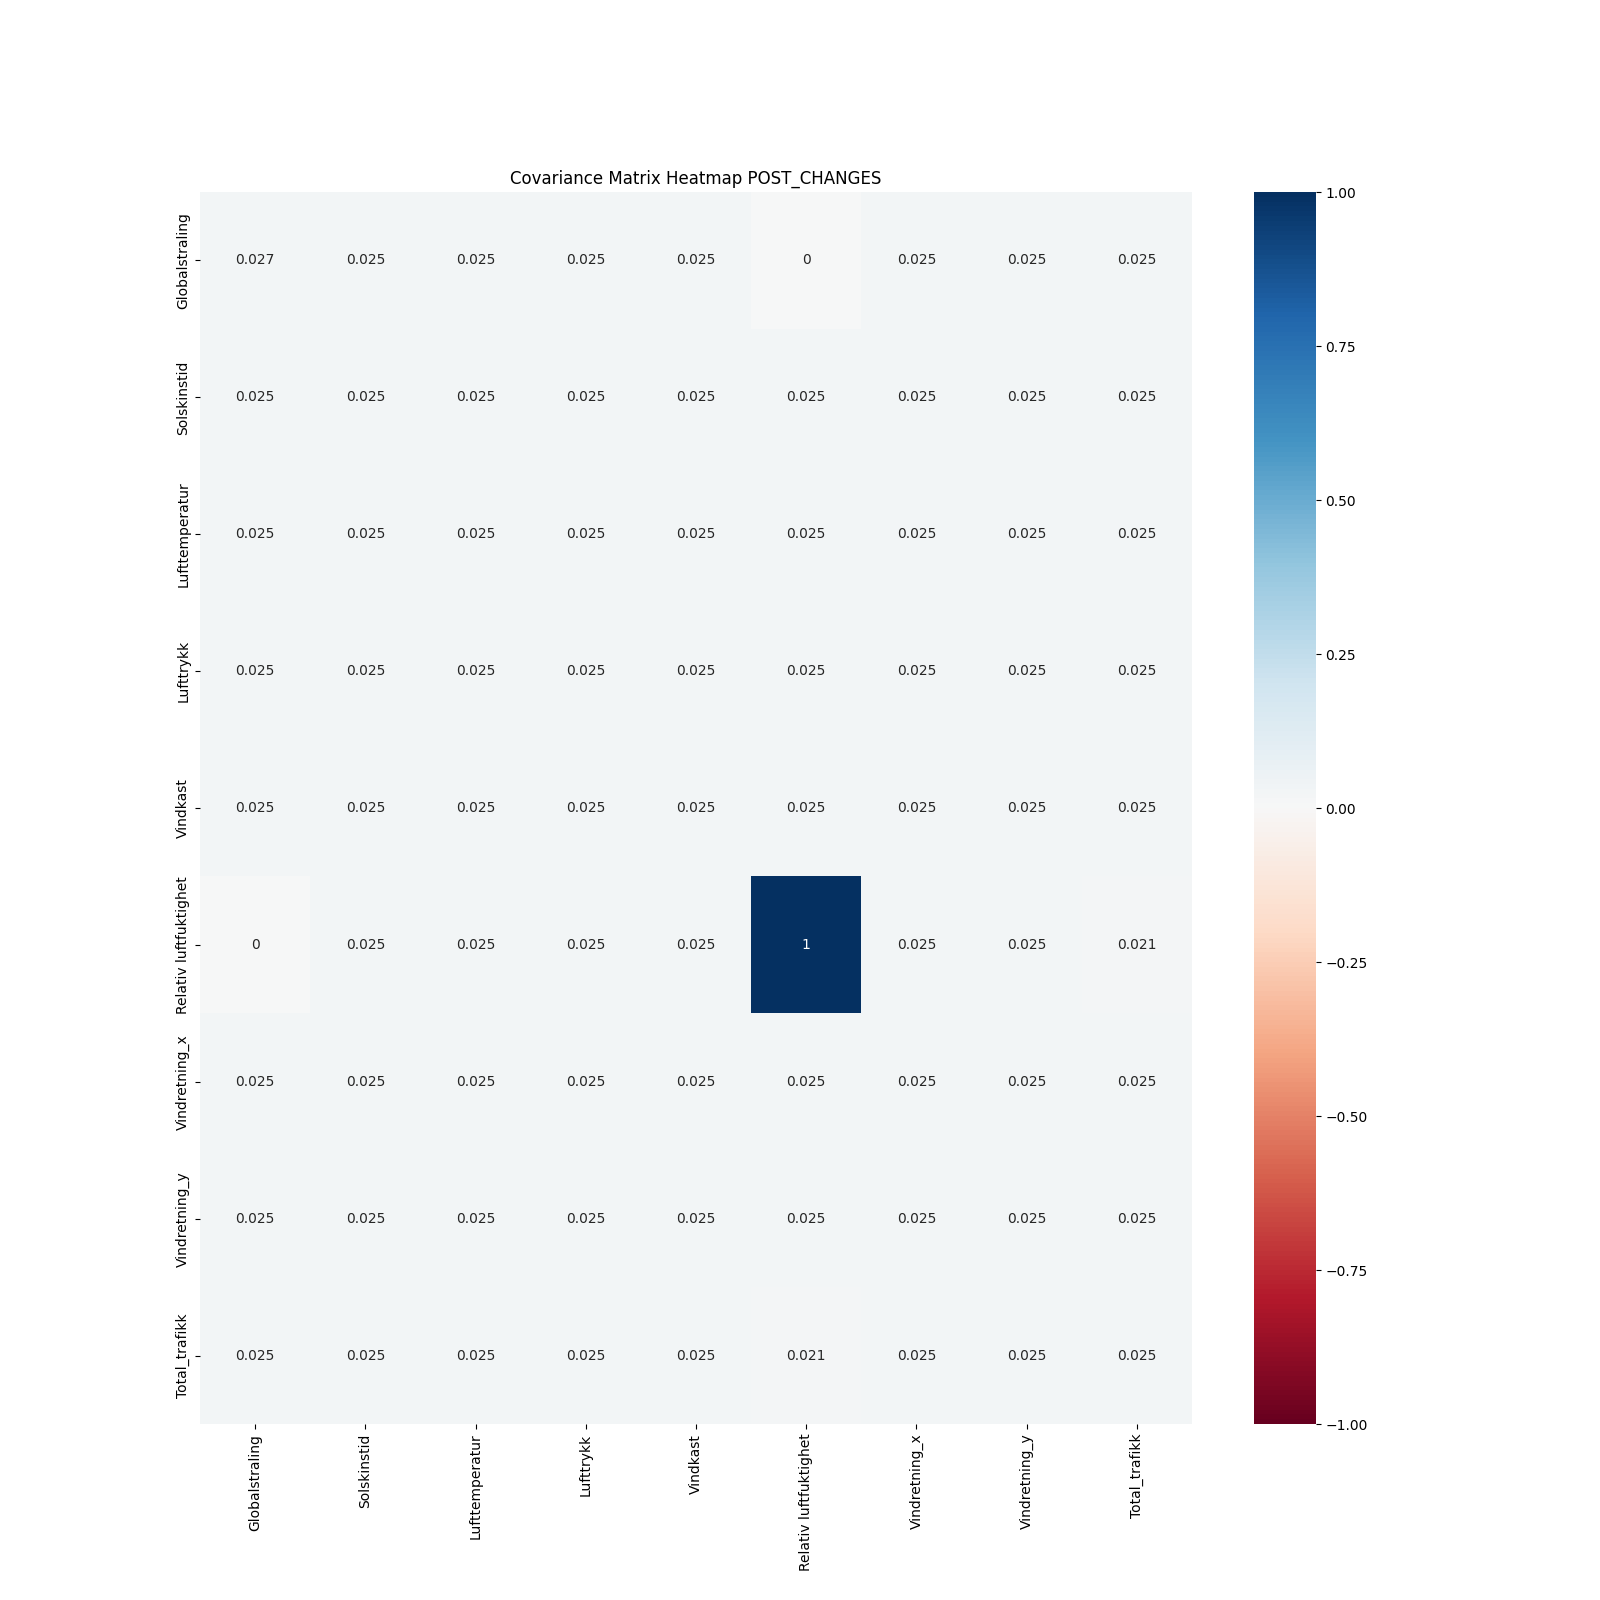 Covariance Matrix Heatmap POST_CHANGES
Globalstraling 0.027 0.025 0.025 0.025 0.025 0 0.025 0.025 0.025
Solskinstid 0.025 0.025 0.025 0.025 0.025 0.025 0.025 0.025 0.025
Lufttemperatur 0.025 0.025 0.025 0.025 0.025 0.025 0.025 0.025 0.025
Lufttrykk 0.025 0.025 0.025 0.025 0.025 0.025 0.025 0.025 0.025
Vindkast 0.025 0.025 0.025 0.025 0.025 0.025 0.025 0.025 0.025
Relativ luftfuktighet 0 0.025 0.025 0.025 0.025 1 0.025 0.025 0.021
Vindretning_x 0.025 0.025 0.025 0.025 0.025 0.025 0.025 0.025 0.025
Vindretning_y 0.025 0.025 0.025 0.025 0.025 0.025 0.025 0.025 0.025
Total_trafikk 0.025 0.025 0.025 0.025 0.025 0.021 0.025 0.025 0.025
Globalstraling
Solskinstid
Lufttemperatur
Lufttrykk
Vindkast
Relativ luftfuktighet
Vindretning_x
Vindretning_y
Total_trafikk
1.00
0.75
0.50
0.25
0.00
−0.25
−0.50
−0.75
−1.00